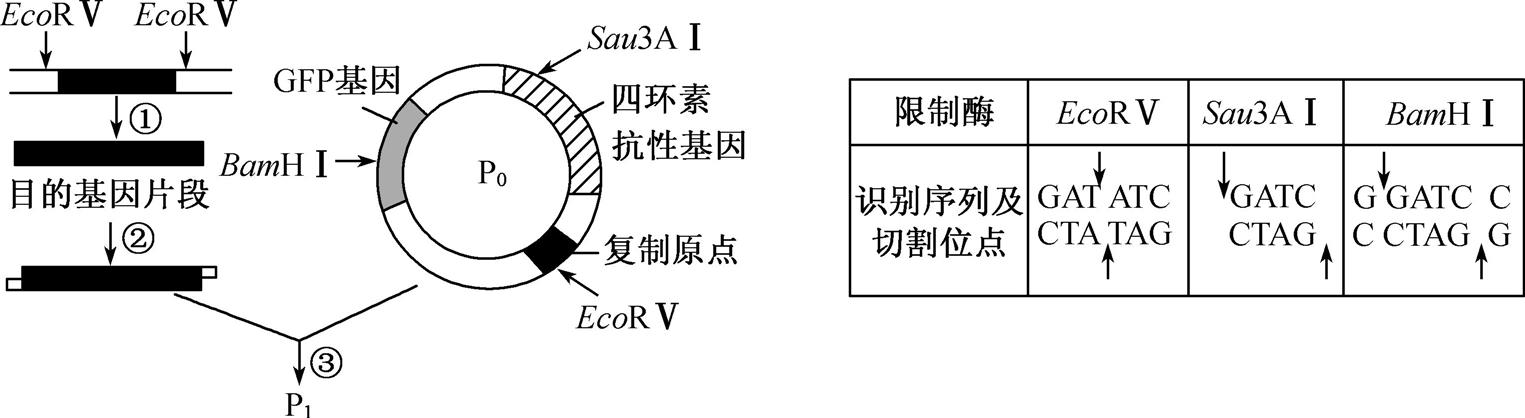 EcoR Ⅴ EcoR Ⅴ
①
目的基因片段
②
③
P₁
Sau3A Ⅰ
GFP基因
四环素
抗性基因
BamH Ⅰ
P₀
复制原点
EcoR Ⅴ
限制酶 EcoR Ⅴ Sau3A Ⅰ BamH Ⅰ
识别序列及 GAT ATC GATC G GATC C
切割位点 CTA TAG CTAG C CTAG G